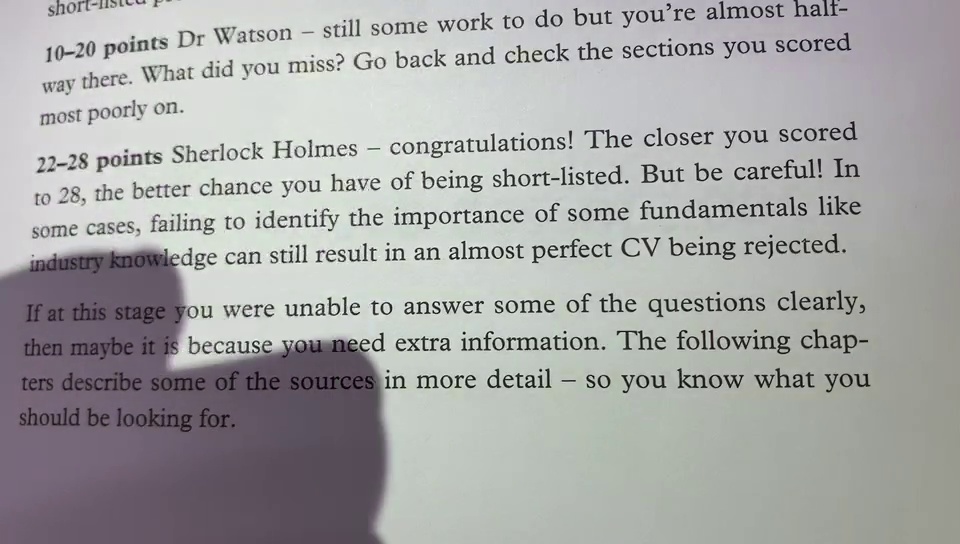 short-listed
10–20 points Dr Watson – still some work to do but you’re almost half-
way there. What did you miss? Go back and check the sections you scored
most poorly on.
22–28 points Sherlock Holmes – congratulations! The closer you scored
to 28, the better chance you have of being short-listed. But be careful! In
some cases, failing to identify the importance of some fundamentals like
industry knowledge can still result in an almost perfect CV being rejected.
If at this stage you were unable to answer some of the questions clearly,
then maybe it is because you need extra information. The following chap-
ters describe some of the sources in more detail – so you know what you
should be looking for.